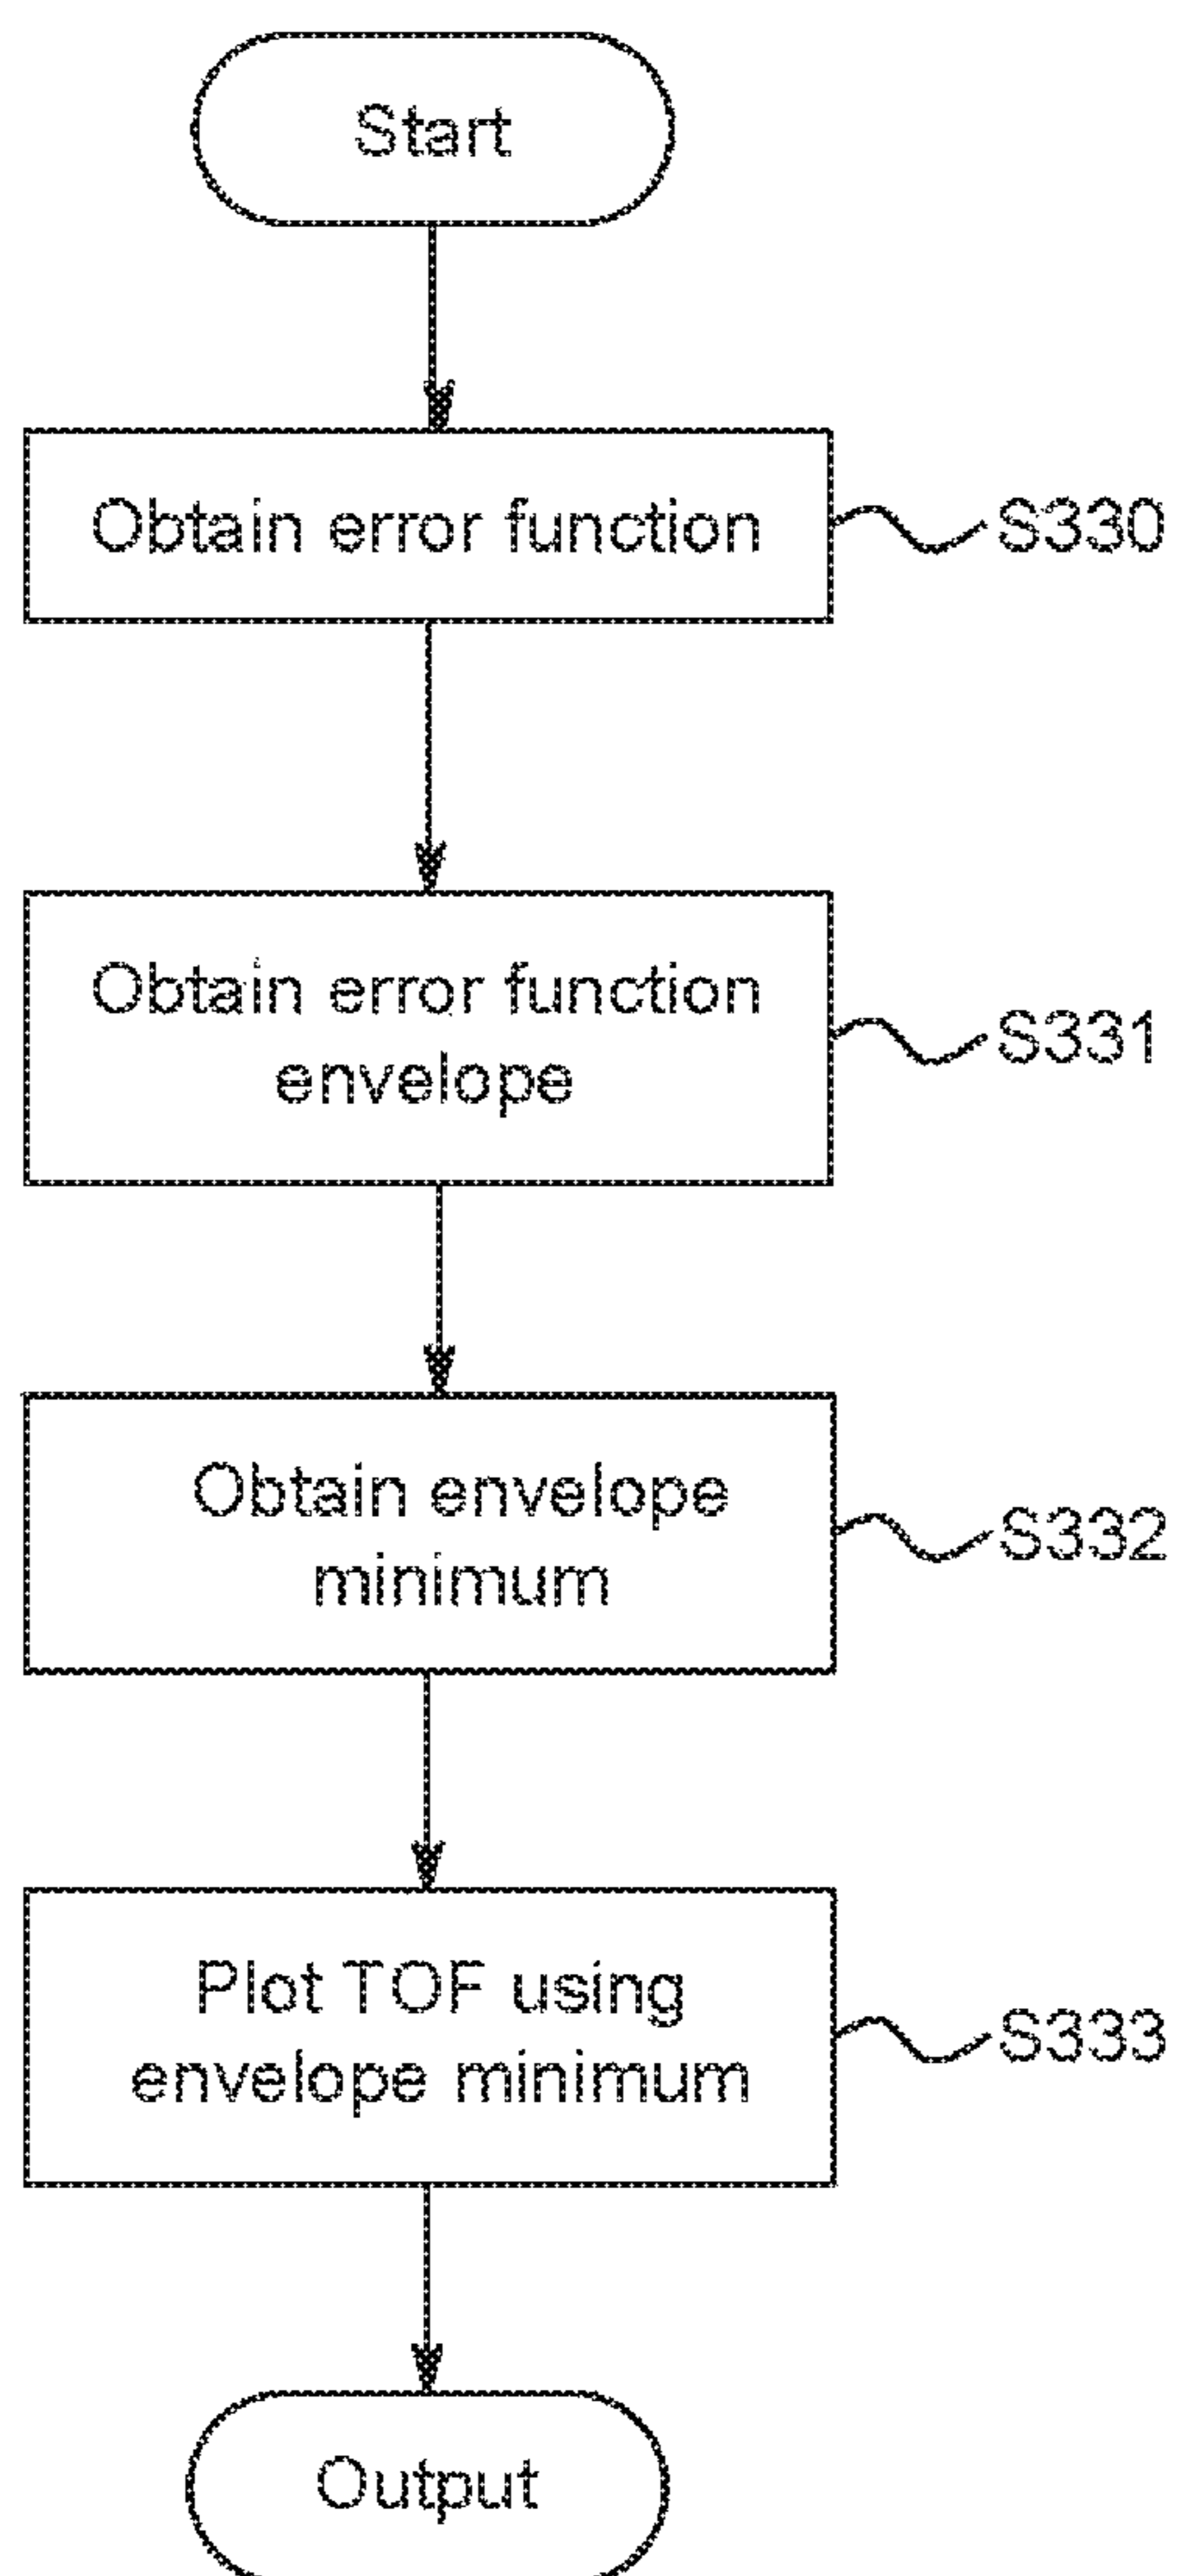 Start
Obtain error function
S330
Obtain error function
envelope
S331
Obtain envelope
minimum
S332
Plot TOF using
envelope minimum
S333
Output